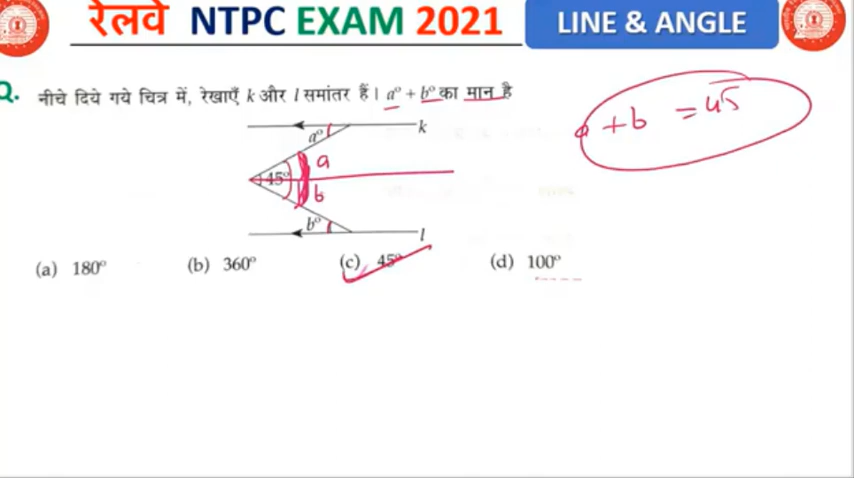 रेलवे NTPC EXAM 2021
LINE & ANGLE
Q. नीचे दिये गये चित्र में, रेखाएँ k और l समांतर हैं। a° + b° का मान है
a + b = 45
a°
k
a
45°
b
b°
l
(a) 180° (b) 360° (c) 45° (d) 100°